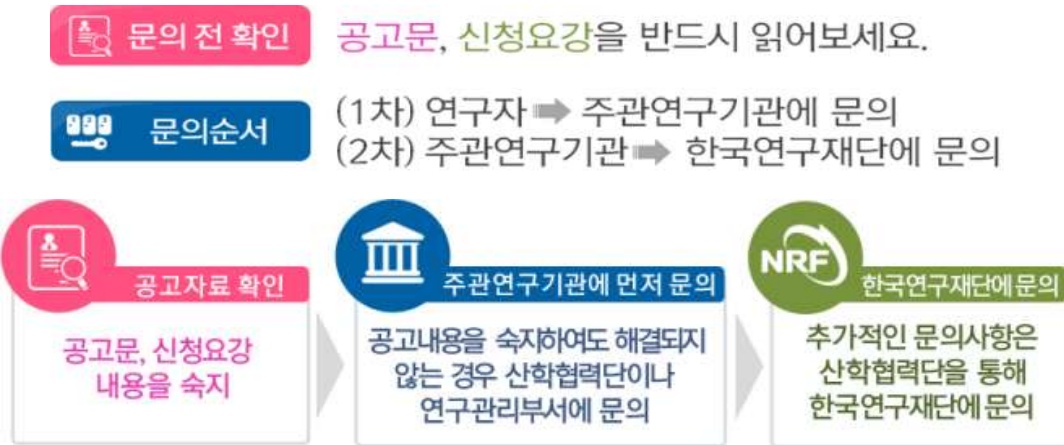 문의 전 확인 공고문, 신청요강을 반드시 읽어보세요.
문의순서 (1차) 연구자 ➡ 주관연구기관에 문의
(2차) 주관연구기관 ➡ 한국연구재단에 문의
공고자료 확인
공고문, 신청요강
내용을 숙지
주관연구기관에 먼저 문의
공고내용을 숙지하여도 해결되지
않는 경우 산학협력단이나
연구관리부서에 문의
NRF
한국연구재단에 문의
추가적인 문의사항은
산학협력단을 통해
한국연구재단에 문의